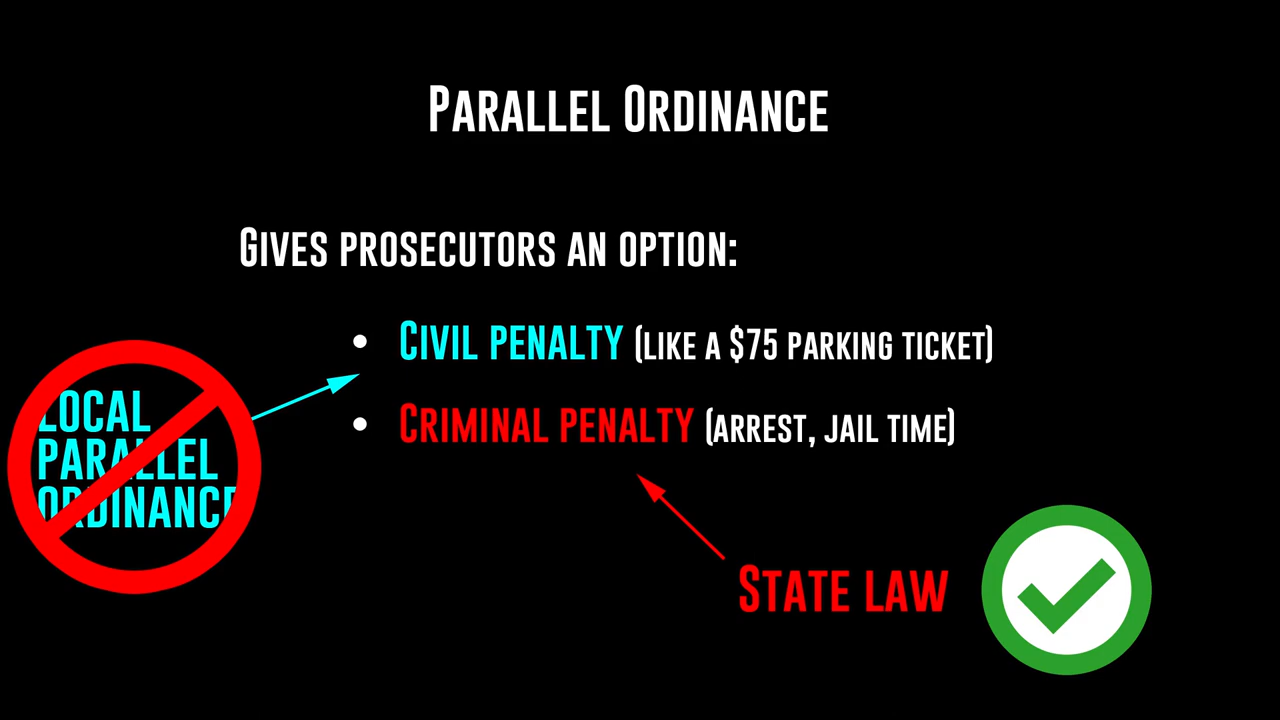 Parallel Ordinance
Gives prosecutors an option:
• Civil penalty (like a $75 parking ticket)
• Criminal penalty (arrest, jail time)
LOCAL
PARALLEL
ORDINANCE
State law